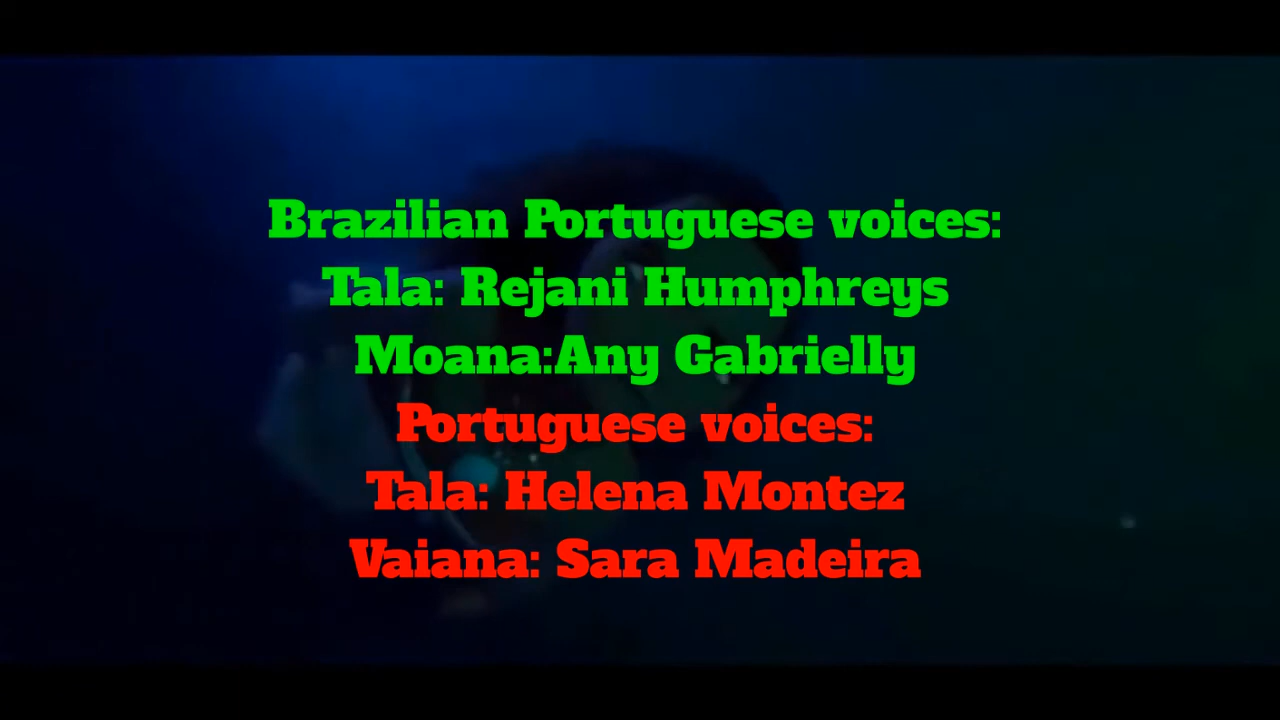 Brazilian Portuguese voices:
Tala: Rejani Humphreys
Moana:Any Gabrielly
Portuguese voices:
Tala: Helena Montez
Vaiana: Sara Madeira